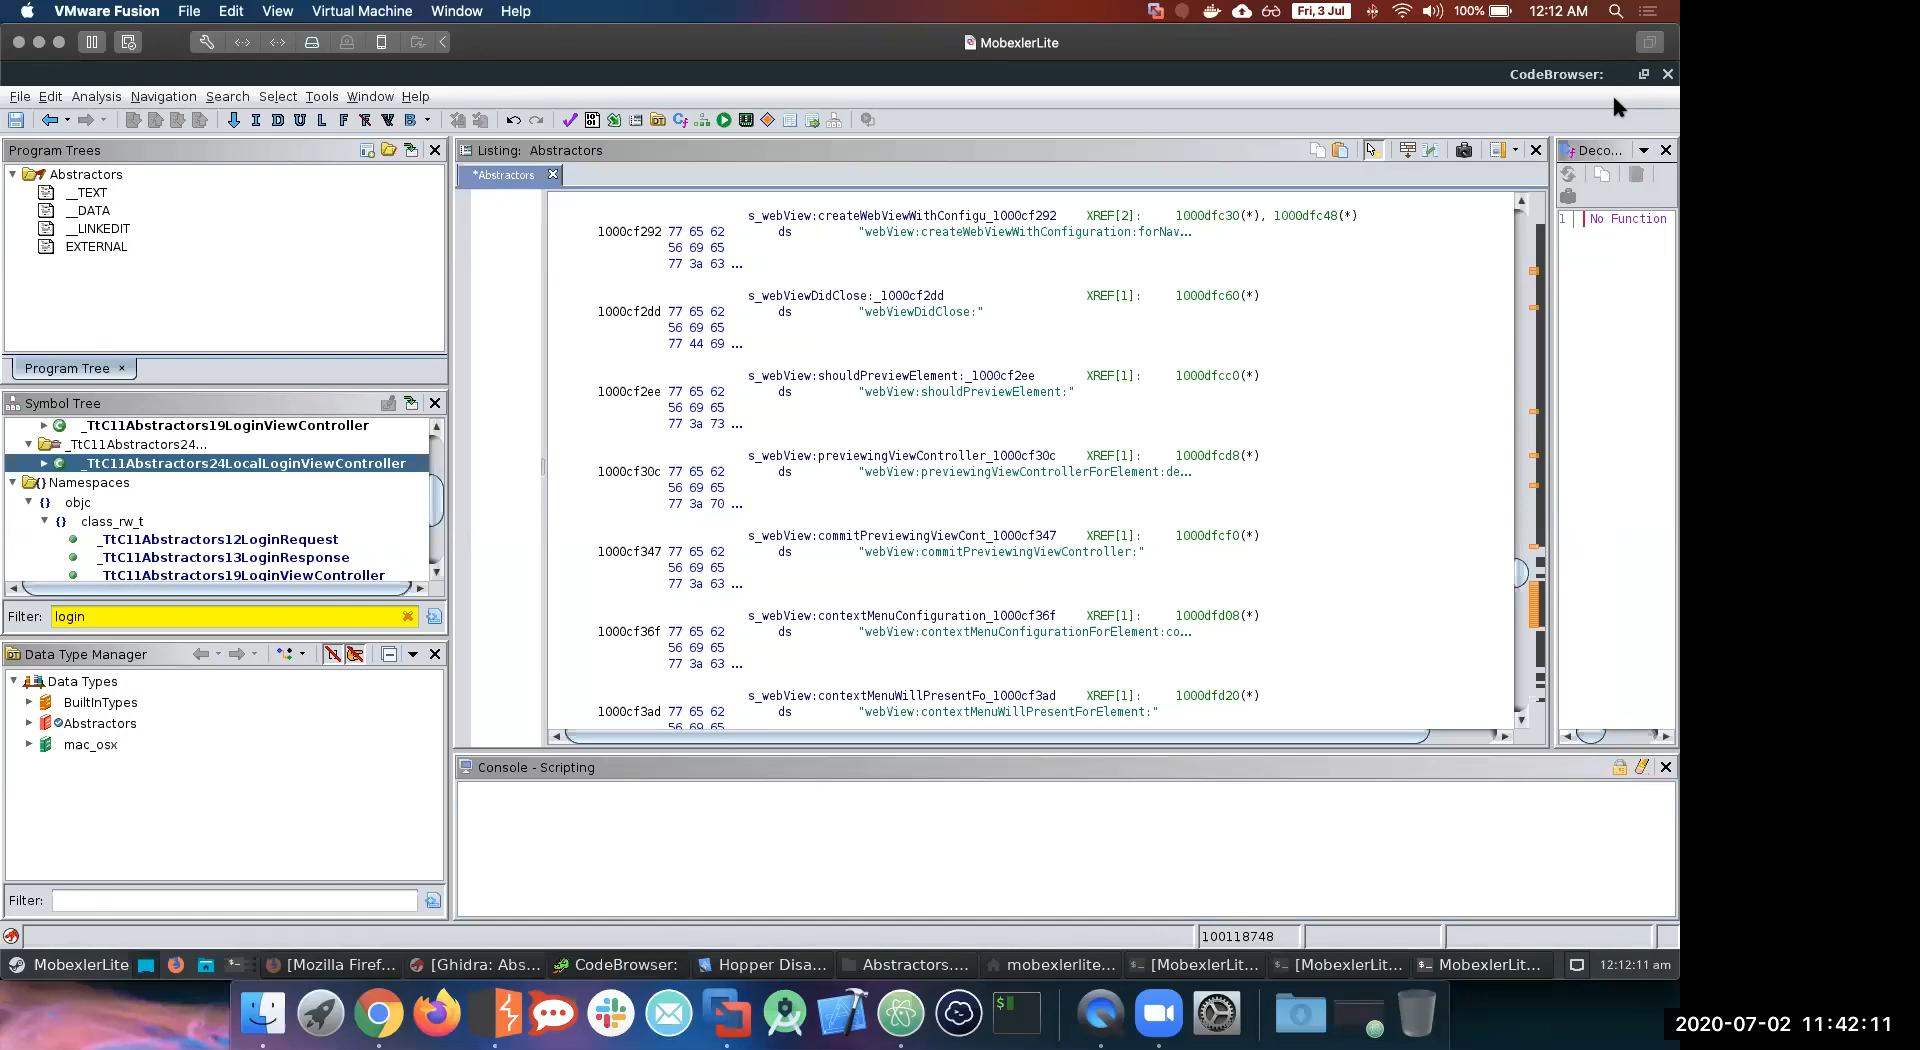 VMware Fusion File Edit View Virtual Machine Window Help Fri, 3 Jul 100% 12:12 AM
MobexlerLite
CodeBrowser:
File Edit Analysis Navigation Search Select Tools Window Help
I D U L F B
Program Trees
Abstractors
__TEXT
__DATA
__LINKEDIT
EXTERNAL
Program Tree ×
Symbol Tree
_TtC11Abstractors19LoginViewController
_TtC11Abstractors24...
_TtC11Abstractors24LocalLoginViewController
Namespaces
{} objc
{} class_rw_t
_TtC11Abstractors12LoginRequest
_TtC11Abstractors13LoginResponse
_TtC11Abstractors19LoginViewController
Filter: login
Data Type Manager
Data Types
BuiltInTypes
Abstractors
mac_osx
Filter:
Listing: Abstractors
*Abstractors
s_webView:createWebViewWithConfigu_1000cf292 XREF[2]: 1000dfc30(*), 1000dfc48(*)
1000cf292 77 65 62 ds "webView:createWebViewWithConfiguration:forNav...
56 69 65
77 3a 63 ...
s_webViewDidClose:_1000cf2dd XREF[1]: 1000dfc60(*)
1000cf2dd 77 65 62 ds "webViewDidClose:"
56 69 65
77 44 69 ...
s_webView:shouldPreviewElement:_1000cf2ee XREF[1]: 1000dfcc0(*)
1000cf2ee 77 65 62 ds "webView:shouldPreviewElement:"
56 69 65
77 3a 73 ...
s_webView:previewingViewController_1000cf30c XREF[1]: 1000dfcd8(*)
1000cf30c 77 65 62 ds "webView:previewingViewControllerForElement:de...
56 69 65
77 3a 70 ...
s_webView:commitPreviewingViewCont_1000cf347 XREF[1]: 1000dfcf0(*)
1000cf347 77 65 62 ds "webView:commitPreviewingViewController:"
56 69 65
77 3a 63 ...
s_webView:contextMenuConfiguration_1000cf36f XREF[1]: 1000dfd08(*)
1000cf36f 77 65 62 ds "webView:contextMenuConfigurationForElement:co...
56 69 65
77 3a 63 ...
s_webView:contextMenuWillPresentFo_1000cf3ad XREF[1]: 1000dfd20(*)
1000cf3ad 77 65 62 ds "webView:contextMenuWillPresentForElement:"
56 69 65
Deco...
1 No Function
Console - Scripting
100118748
MobexlerLite [Mozilla Firef... [Ghidra: Abs... CodeBrowser: Hopper Disa... Abstractors.... mobexlerlite... [MobexlerLit... [MobexlerLit... MobexlerLit... 12:12:11 am
2020-07-02 11:42:11